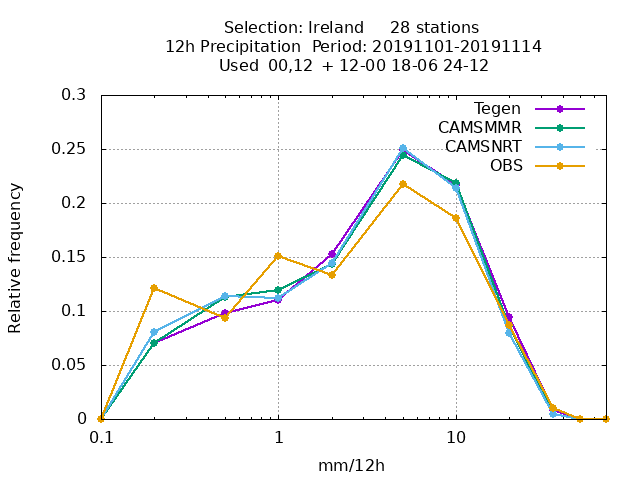 Selection: Ireland 28 stations
12h Precipitation Period: 20191101-20191114
Used 00,12 + 12-00 18-06 24-12
0.3
0.25
0.2
0.15
0.1
0.05
0
Relative frequency
Tegen
CAMSMMR
CAMSNRT
OBS
0.1 1 10
mm/12h